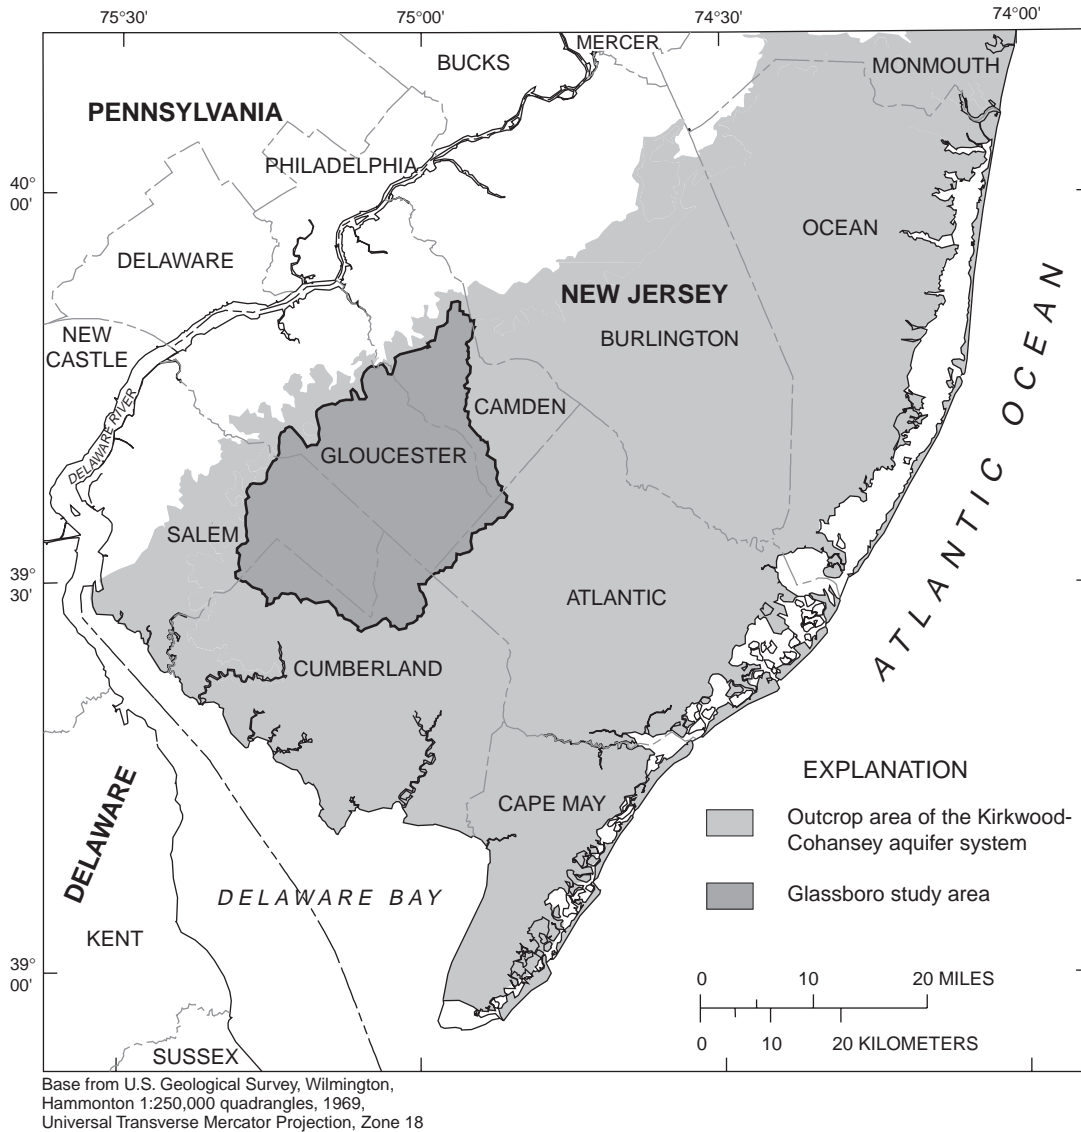 75°30'
75°00'
74°30'
74°00'
MERCER
BUCKS
MONMOUTH
PENNSYLVANIA
PHILADELPHIA
40°
00'
OCEAN
DELAWARE
NEW JERSEY
NEW
CASTLE
BURLINGTON
ATLANTIC OCEAN
CAMDEN
DELAWARE RIVER
GLOUCESTER
SALEM
39°
30'
ATLANTIC
CUMBERLAND
EXPLANATION
CAPE MAY
Outcrop area of the Kirkwood-
Cohansey aquifer system
DELAWARE
DELAWARE BAY
Glassboro study area
KENT
39°
00'
0 10 20 MILES
0 10 20 KILOMETERS
SUSSEX
Base from U.S. Geological Survey, Wilmington,
Hammonton 1:250,000 quadrangles, 1969,
Universal Transverse Mercator Projection, Zone 18